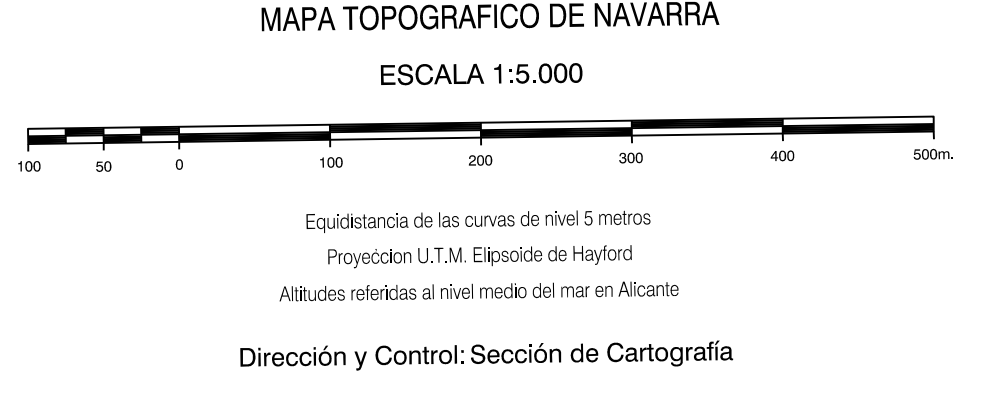 MAPA TOPOGRAFICO DE NAVARRA
ESCALA 1:5.000
100 50 0 100 200 300 400 500m.
Equidistancia de las curvas de nivel 5 metros
Proyeccion U.T.M. Elipsoide de Hayford
Altitudes referidas al nivel medio del mar en Alicante
Dirección y Control: Sección de Cartografía